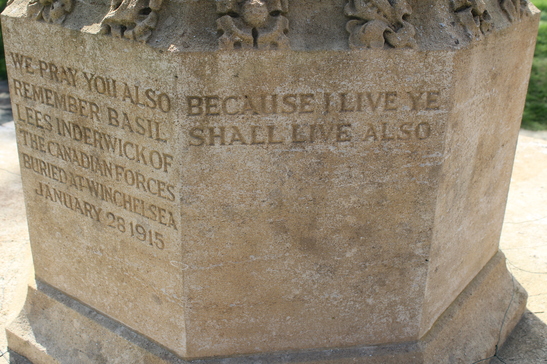 WE PRAY YOU ALSO
REMEMBER BASIL
LEES INDERWICK OF
THE CANADIAN FORCES
BURIED AT WINCHELSEA
JANUARY 28 1915
BECAUSE I LIVE YE
SHALL LIVE ALSO